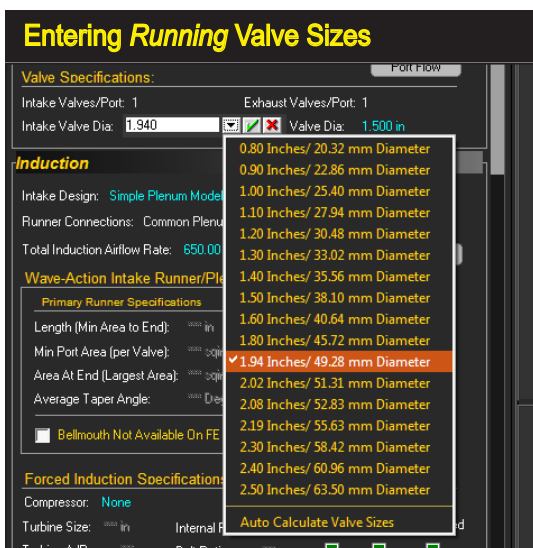 Entering Running Valve Sizes
Port Flow
Valve Specifications:
Intake Valves/Port: 1 Exhaust Valves/Port: 1
Intake Valve Dia: 1.940 Valve Dia: 1.500 in
0.80 Inches/ 20.32 mm Diameter
0.90 Inches/ 22.86 mm Diameter
1.00 Inches/ 25.40 mm Diameter
1.10 Inches/ 27.94 mm Diameter
1.20 Inches/ 30.48 mm Diameter
1.30 Inches/ 33.02 mm Diameter
1.40 Inches/ 35.56 mm Diameter
1.50 Inches/ 38.10 mm Diameter
1.60 Inches/ 40.64 mm Diameter
1.80 Inches/ 45.72 mm Diameter
1.94 Inches/ 49.28 mm Diameter
2.02 Inches/ 51.31 mm Diameter
2.08 Inches/ 52.83 mm Diameter
2.19 Inches/ 55.63 mm Diameter
2.30 Inches/ 58.42 mm Diameter
2.40 Inches/ 60.96 mm Diameter
2.50 Inches/ 63.50 mm Diameter
Auto Calculate Valve Sizes
Induction
Intake Design: Simple Plenum Model
Runner Connections: Common Plenu
Total Induction Airflow Rate: 650.00
Wave-Action Intake Runner/Ple
Primary Runner Specifications
Length (Min Area to End): in
Min Port Area (per Valve): sqin
Area At End (Largest Area): sqin
Average Taper Angle: De
Bellmouth Not Available On FE
Forced Induction Specification
Compressor: None
Turbine Size: in Internal